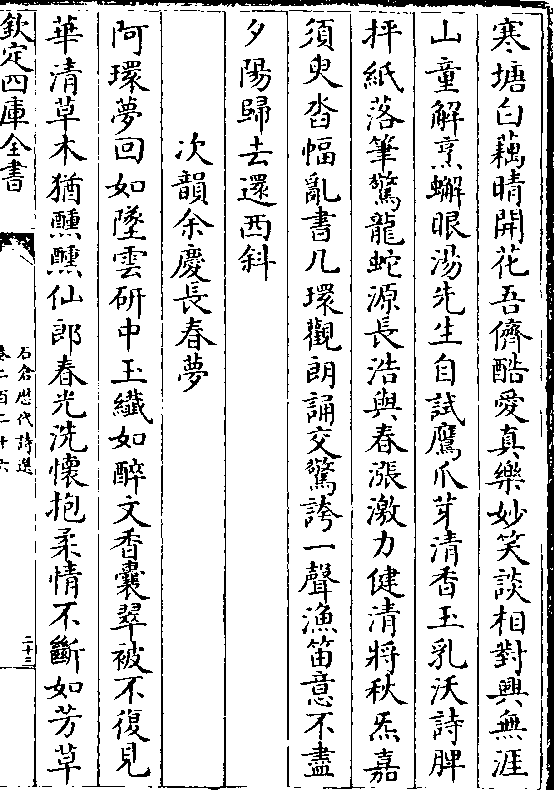 寒塘白藕晴開花吾儕酷愛真樂妙笑談相對興無涯
山童解烹蠏眼湯先生自試鷹爪芽清香玉乳沃詩脾
抨紙落筆驚龍蛇源長浩與春漲激力健清將秋炁嘉
須臾沓幅亂書几環觀朗誦交驚誇一聲漁笛意不盡
夕陽歸去還西斜
次韻余慶長春夢
阿環夢回如墜雲研中玉纖如醉文香囊翠被不復見
華清草木猶醺醺仙郎春光洗懷抱柔情不斷如芳草
欽定四庫全書
石倉歷代詩選
卷二百二十六
二十三